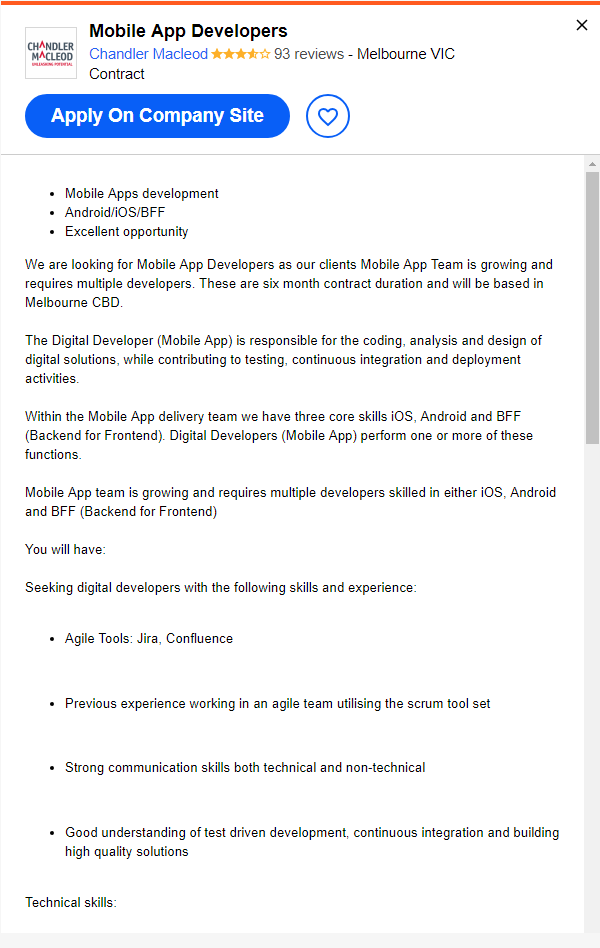 Mobile App Developers
CHANDLER
MACLEOD
UNLEASHING POTENTIAL
Chandler Macleod 93 reviews - Melbourne VIC
Contract
Apply On Company Site
• Mobile Apps development
• Android/iOS/BFF
• Excellent opportunity
We are looking for Mobile App Developers as our clients Mobile App Team is growing and
requires multiple developers. These are six month contract duration and will be based in
Melbourne CBD.
The Digital Developer (Mobile App) is responsible for the coding, analysis and design of
digital solutions, while contributing to testing, continuous integration and deployment
activities.
Within the Mobile App delivery team we have three core skills iOS, Android and BFF
(Backend for Frontend). Digital Developers (Mobile App) perform one or more of these
functions.
Mobile App team is growing and requires multiple developers skilled in either iOS, Android
and BFF (Backend for Frontend)
You will have:
Seeking digital developers with the following skills and experience:
• Agile Tools: Jira, Confluence
• Previous experience working in an agile team utilising the scrum tool set
• Strong communication skills both technical and non-technical
• Good understanding of test driven development, continuous integration and building
high quality solutions
Technical skills: